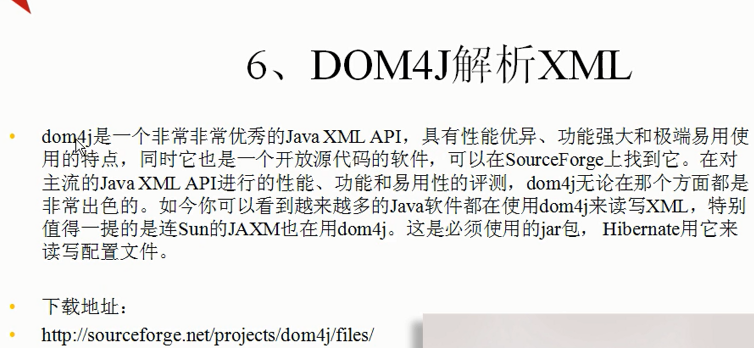 6、DOM4J解析XML
dom4j是一个非常非常优秀的Java XML API，具有性能优异、功能强大和极端易用使
用的特点，同时它也是一个开放源代码的软件，可以在SourceForge上找到它。在对
主流的Java XML API进行的性能、功能和易用性的评测，dom4j无论在那个方面都是
非常出色的。如今你可以看到越来越多的Java软件都在使用dom4j来读写XML，特别
值得一提的是连Sun的JAXM也在用dom4j。这是必须使用的jar包， Hibernate用它来
读写配置文件。
下载地址：
http://sourceforge.net/projects/dom4j/files/